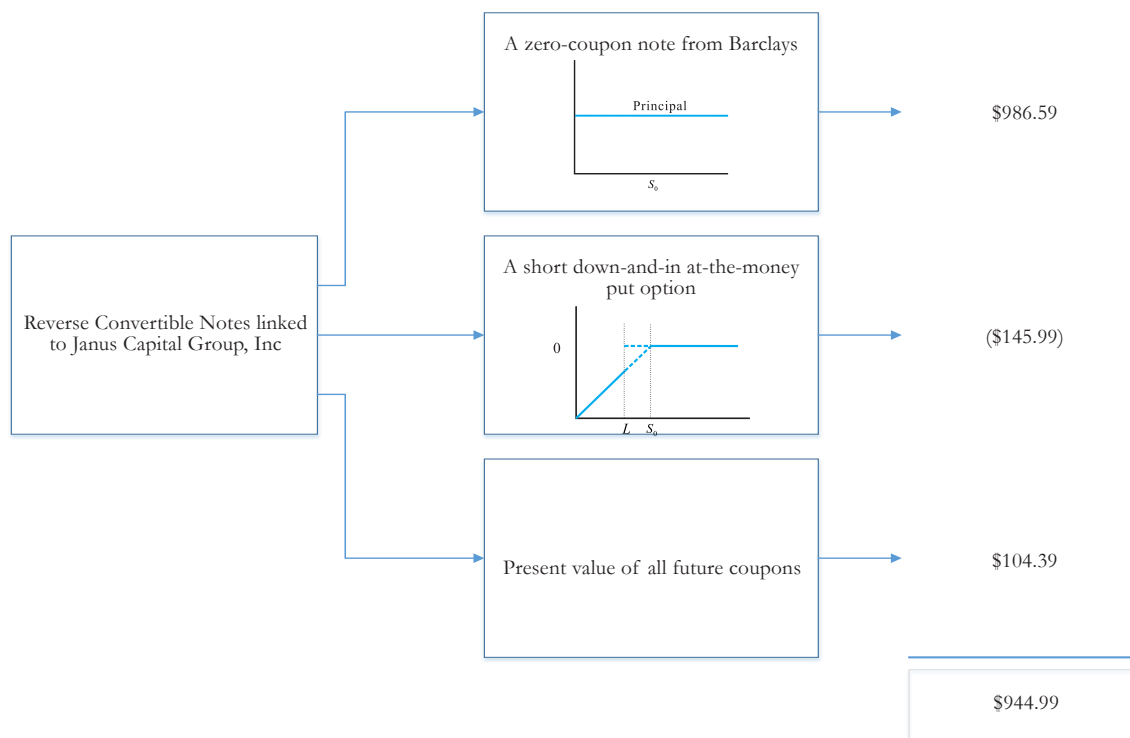 A zero-coupon note from Barclays
Principal
S₀
$986.59
Reverse Convertible Notes linked
to Janus Capital Group, Inc
A short down-and-in at-the-money
put option
0
L S₀
($145.99)
Present value of all future coupons
$104.39
$944.99